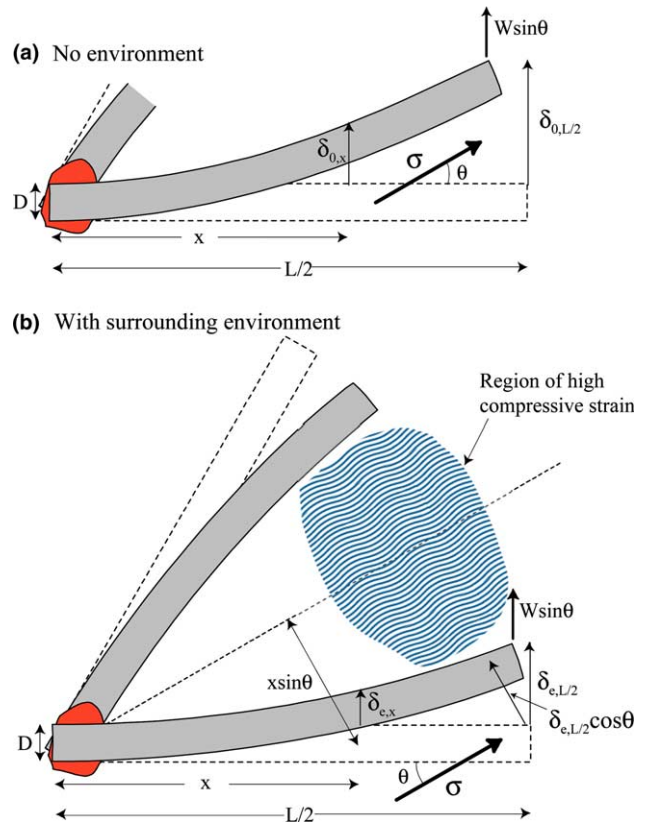 (a) No environment
Wsinθ
δ0,L/2
δ0,x
σ
θ
D
x
L/2
(b) With surrounding environment
Region of high
compressive strain
Wsinθ
xsinθ
δe,x
δe,L/2
δe,L/2cosθ
D
θ
σ
x
L/2